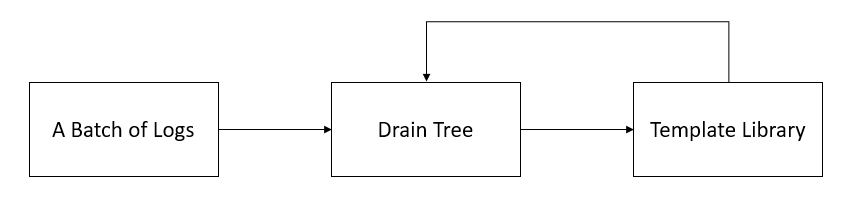 A Batch of Logs
Drain Tree
Template Library